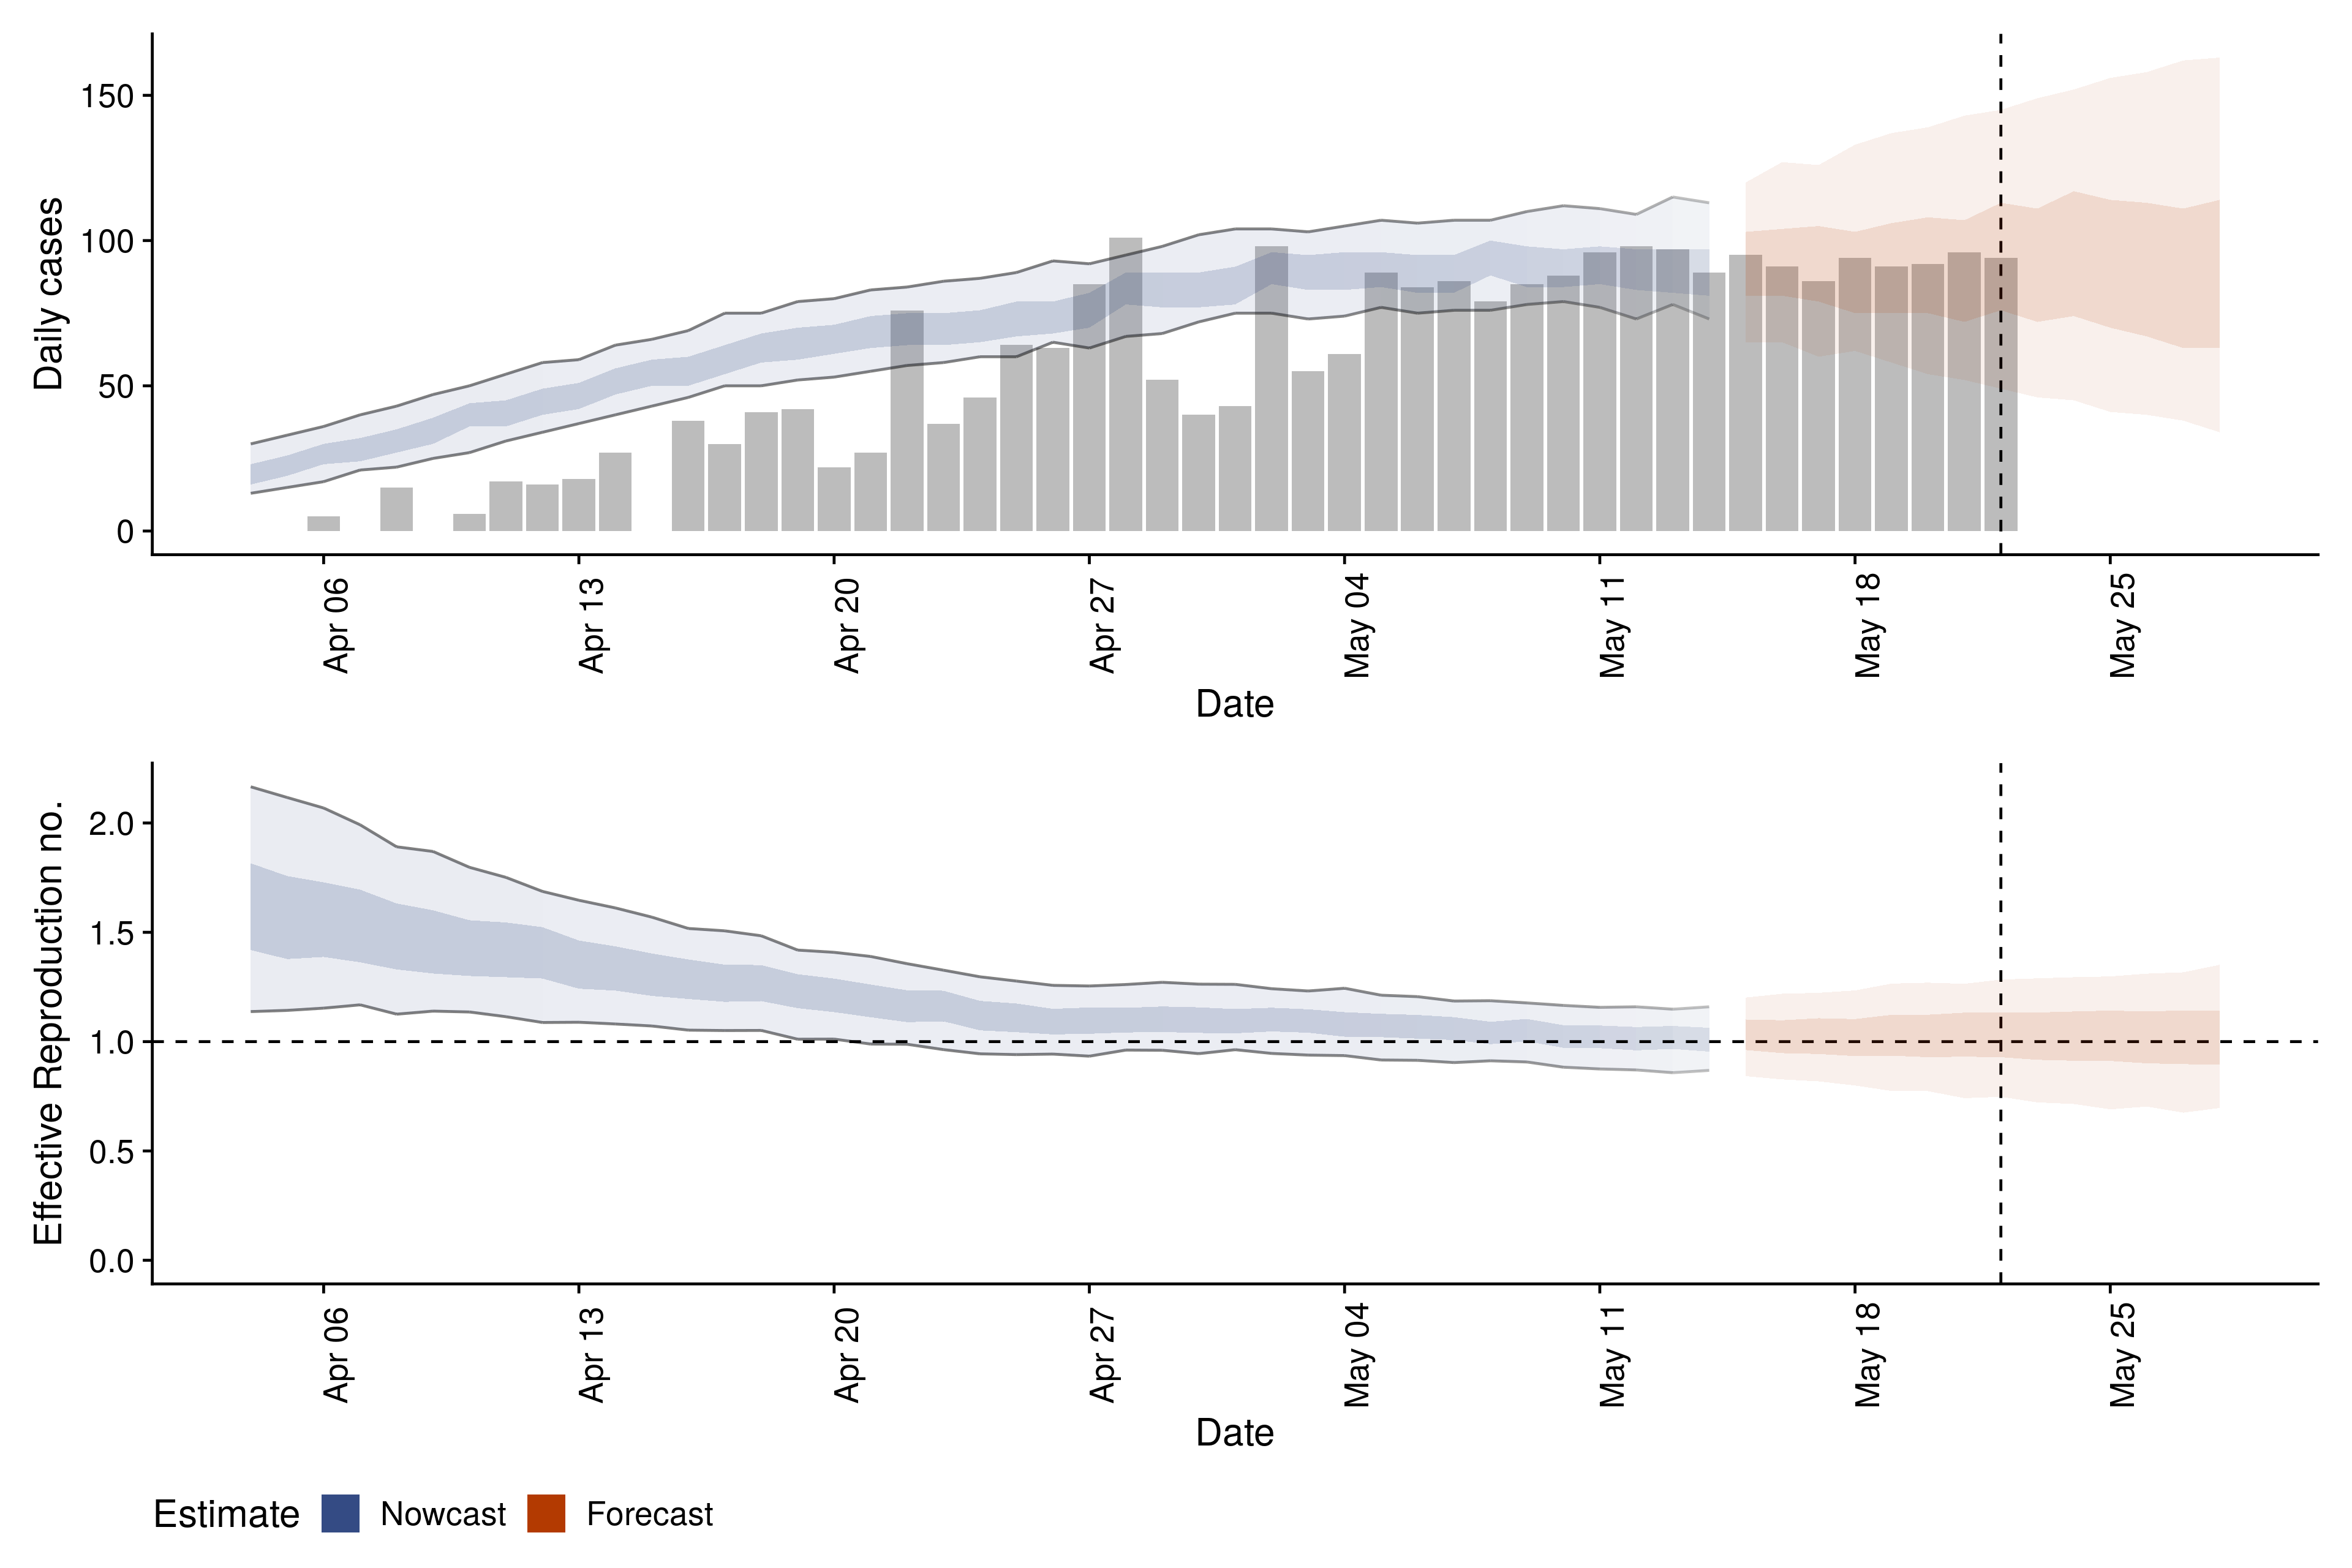 Daily cases
150
100
50
0
Apr 06
Apr 13
Apr 20
Apr 27
May 04
May 11
May 18
May 25
Date
Effective Reproduction no.
2.0
1.5
1.0
0.5
0.0
Apr 06
Apr 13
Apr 20
Apr 27
May 04
May 11
May 18
May 25
Date
Estimate Nowcast Forecast